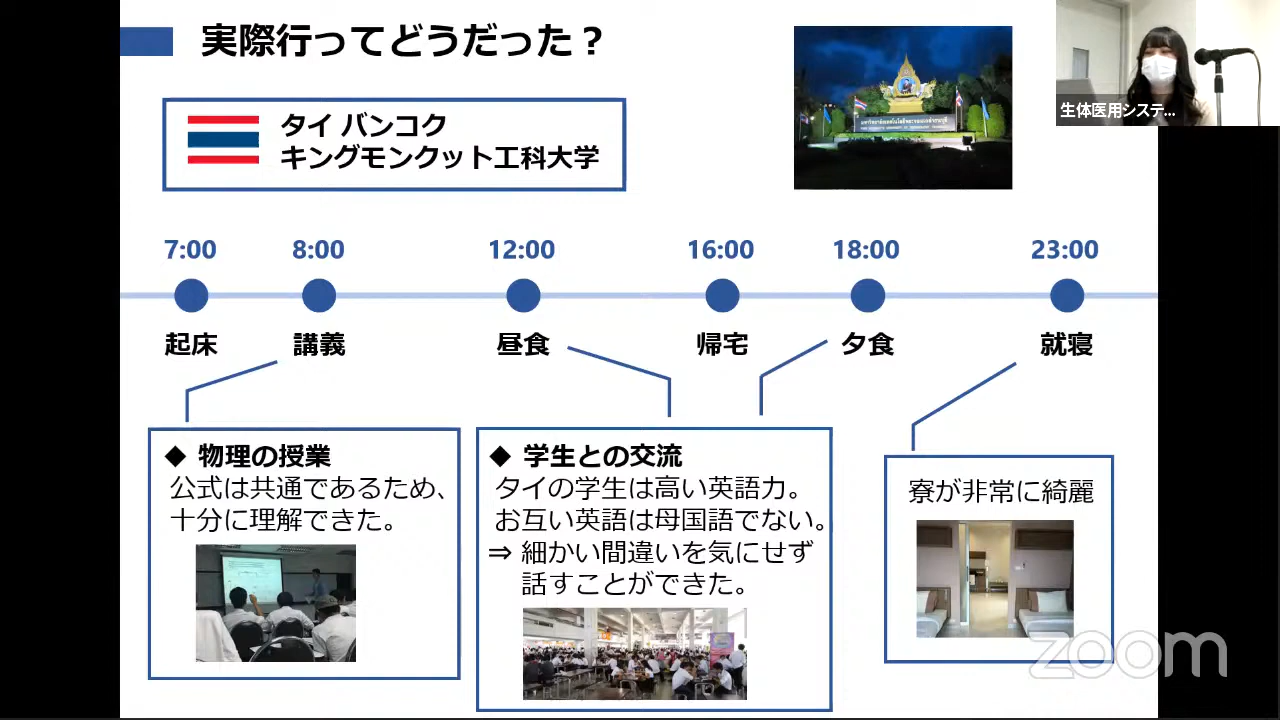 実際行ってどうだった？
生体医用システ...
タイ バンコク
キングモンクット工科大学
7:00
8:00
12:00
16:00
18:00
23:00
起床
講義
昼食
帰宅
夕食
就寝
◆ 物理の授業
公式は共通であるため、
十分に理解できた。
◆ 学生との交流
タイの学生は高い英語力。
お互い英語は母国語でない。
⇒ 細かい間違いを気にせず
話すことができた。
寮が非常に綺麗
zoom